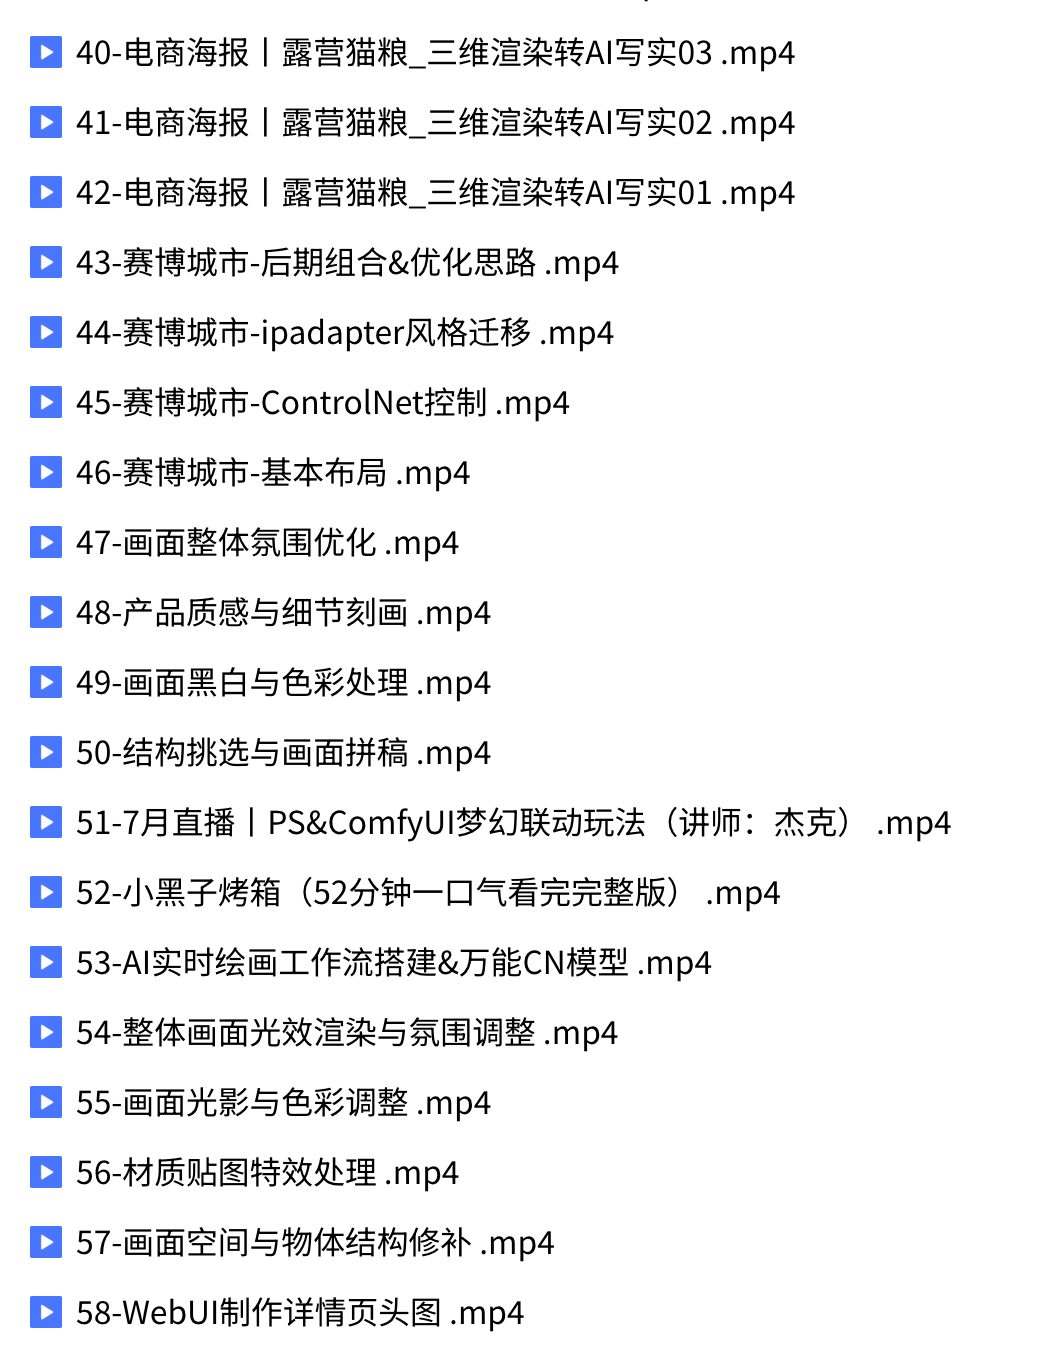 40-电商海报丨露营猫粮_三维渲染转AI写实03 .mp4
41-电商海报丨露营猫粮_三维渲染转AI写实02 .mp4
42-电商海报丨露营猫粮_三维渲染转AI写实01 .mp4
43-赛博城市-后期组合&优化思路 .mp4
44-赛博城市-ipadapter风格迁移 .mp4
45-赛博城市-ControlNet控制 .mp4
46-赛博城市-基本布局 .mp4
47-画面整体氛围优化 .mp4
48-产品质感与细节刻画 .mp4
49-画面黑白与色彩处理 .mp4
50-结构挑选与画面拼稿 .mp4
51-7月直播丨PS&ComfyUI梦幻联动玩法（讲师：杰克） .mp4
52-小黑子烤箱（52分钟一口气看完完整版） .mp4
53-AI实时绘画工作流搭建&万能CN模型 .mp4
54-整体画面光效渲染与氛围调整 .mp4
55-画面光影与色彩调整 .mp4
56-材质贴图特效处理 .mp4
57-画面空间与物体结构修补 .mp4
58-WebUI制作详情页头图 .mp4